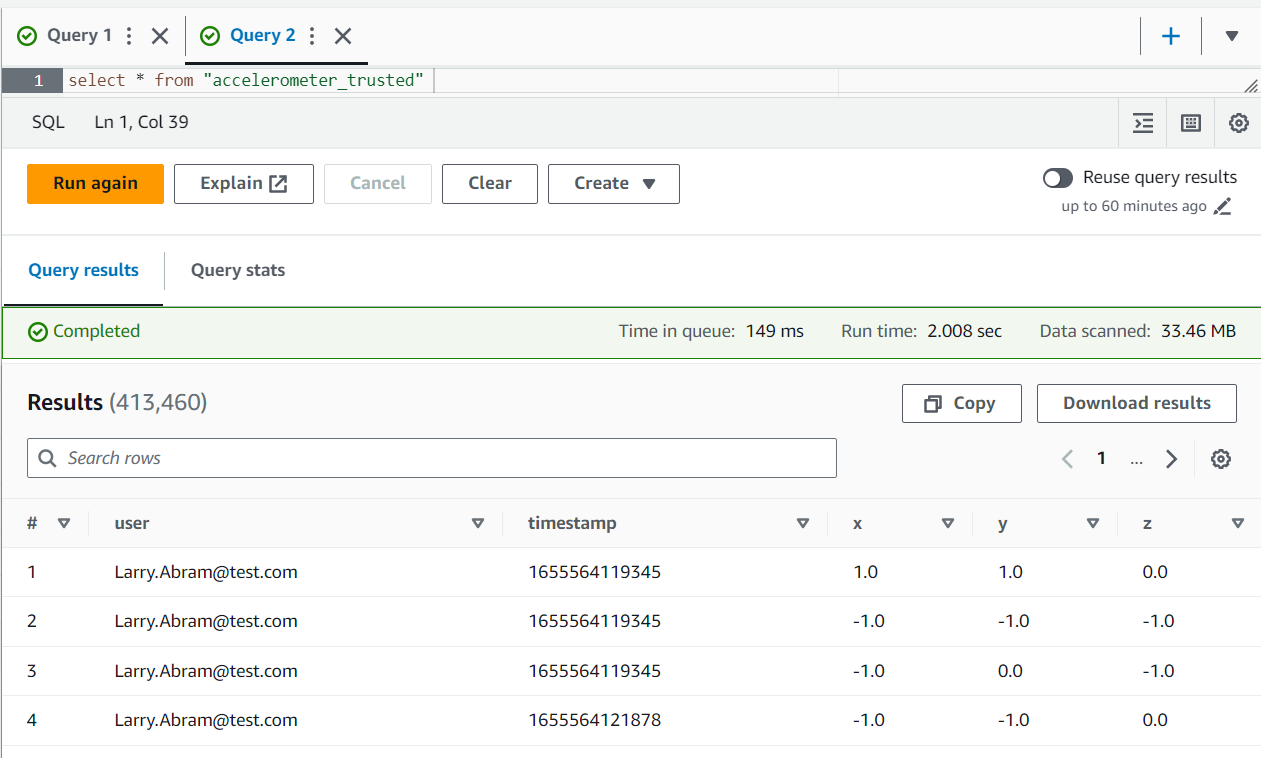 Query 1 Query 2
1 select * from "accelerometer_trusted"
SQL Ln 1, Col 39
Run again Explain Cancel Clear Create Reuse query results
up to 60 minutes ago
Query results Query stats
Completed Time in queue: 149 ms Run time: 2.008 sec Data scanned: 33.46 MB
Results (413,460) Copy Download results
Search rows 1 ...
# user timestamp x y z
1 Larry.Abram@test.com 1655564119345 1.0 1.0 0.0
2 Larry.Abram@test.com 1655564119345 -1.0 -1.0 -1.0
3 Larry.Abram@test.com 1655564119345 -1.0 0.0 -1.0
4 Larry.Abram@test.com 1655564121878 -1.0 -1.0 0.0